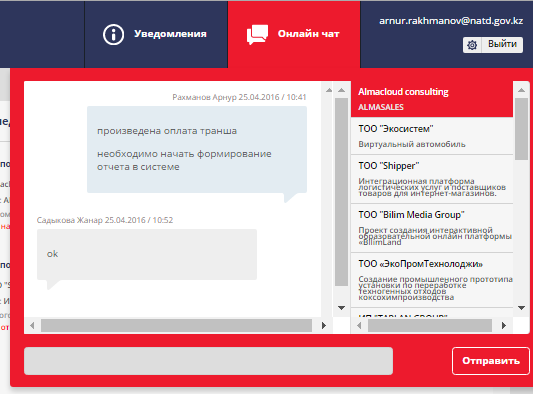 arnur.rakhmanov@natd.gov.kz
Уведомления
Онлайн чат
Выйти
Рахманов Арнур 25.04.2016 / 10:41
произведена оплата транша
необходимо начать формирование
отчета в системе
Садыкова Жанар 25.04.2016 / 10:52
ok
Almacloud consulting
ALMASALES
ТОО "Экосистем"
Виртуальный автомобиль
ТОО "Shipper"
Интеграционная платформа
логистических услуг и поставщиков
товаров для интернет-магазинов.
ТОО "Bilim Media Group"
Проект создания интерактивной
образовательной онлайн платформы
«BilimLand
ТОО «ЭкоПромТехнолоджи»
Создание промышленного прототипа
установки по переработке
техногенных отходов
коксохимпроизводства
ИП "TARLAN GROUP"
Отправить